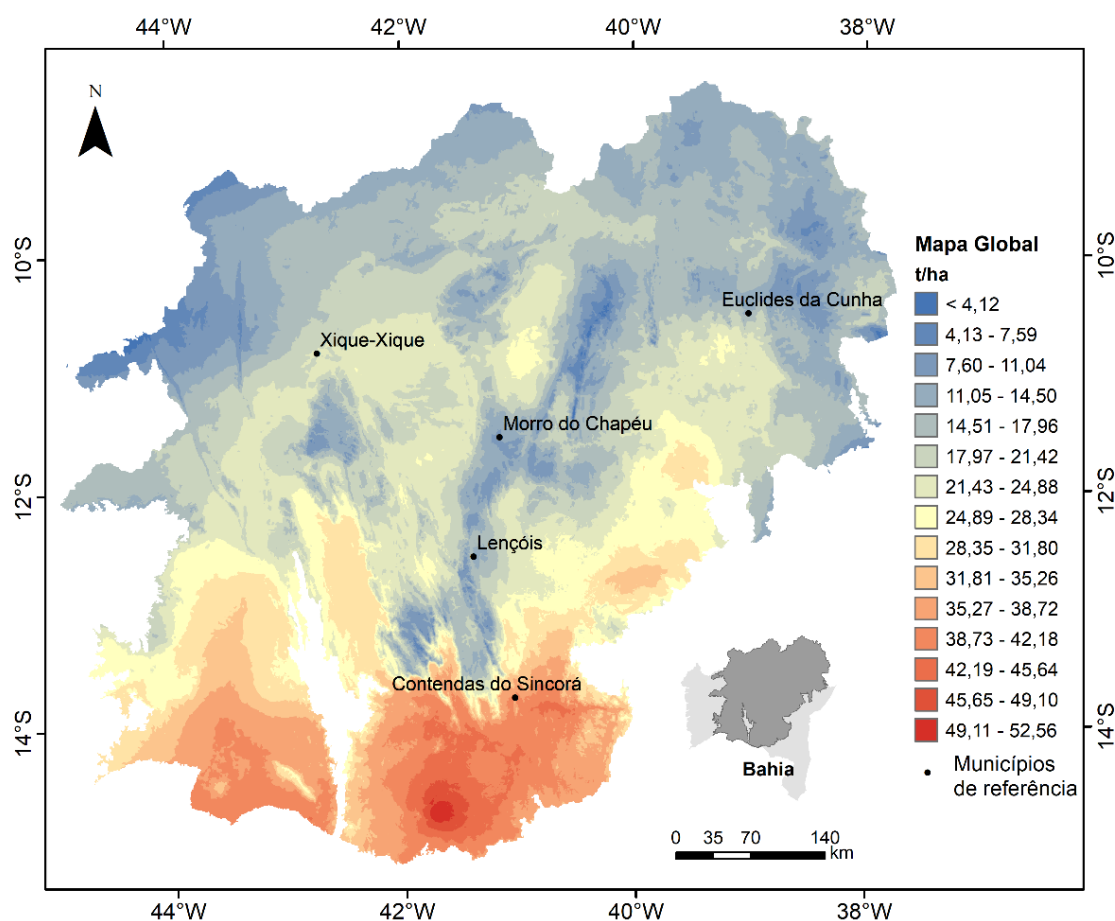 44°W 42°W 40°W 38°W
N
10°S 10°S
Mapa Global
t/ha
< 4,12
4,13 - 7,59
7,60 - 11,04
11,05 - 14,50
14,51 - 17,96
17,97 - 21,42
21,43 - 24,88
24,89 - 28,34
28,35 - 31,80
31,81 - 35,26
35,27 - 38,72
38,73 - 42,18
42,19 - 45,64
45,65 - 49,10
49,11 - 52,56
Municípios
de referência
Euclides da Cunha
Xique-Xique
Morro do Chapéu
12°S 12°S
Lençóis
Contendas do Sincorá
14°S 14°S
Bahia
0 35 70 140
km
44°W 42°W 40°W 38°W